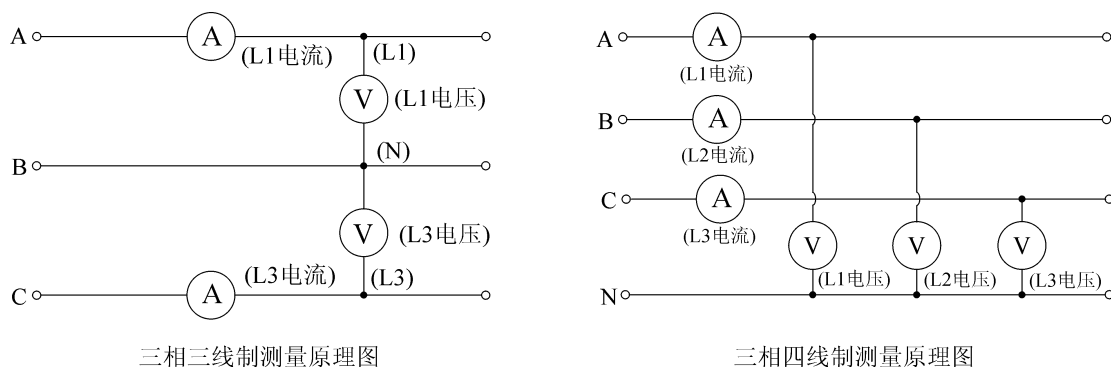 A
A
(L1电流)
(L1)
V
(L1电压)
B
(N)
V
(L3电压)
C
A
(L3电流)
(L3)
三相三线制测量原理图
A
A
(L1电流)
B
A
(L2电流)
C
A
(L3电流)
V
V
V
(L1电压)
(L2电压)
(L3电压)
N
三相四线制测量原理图